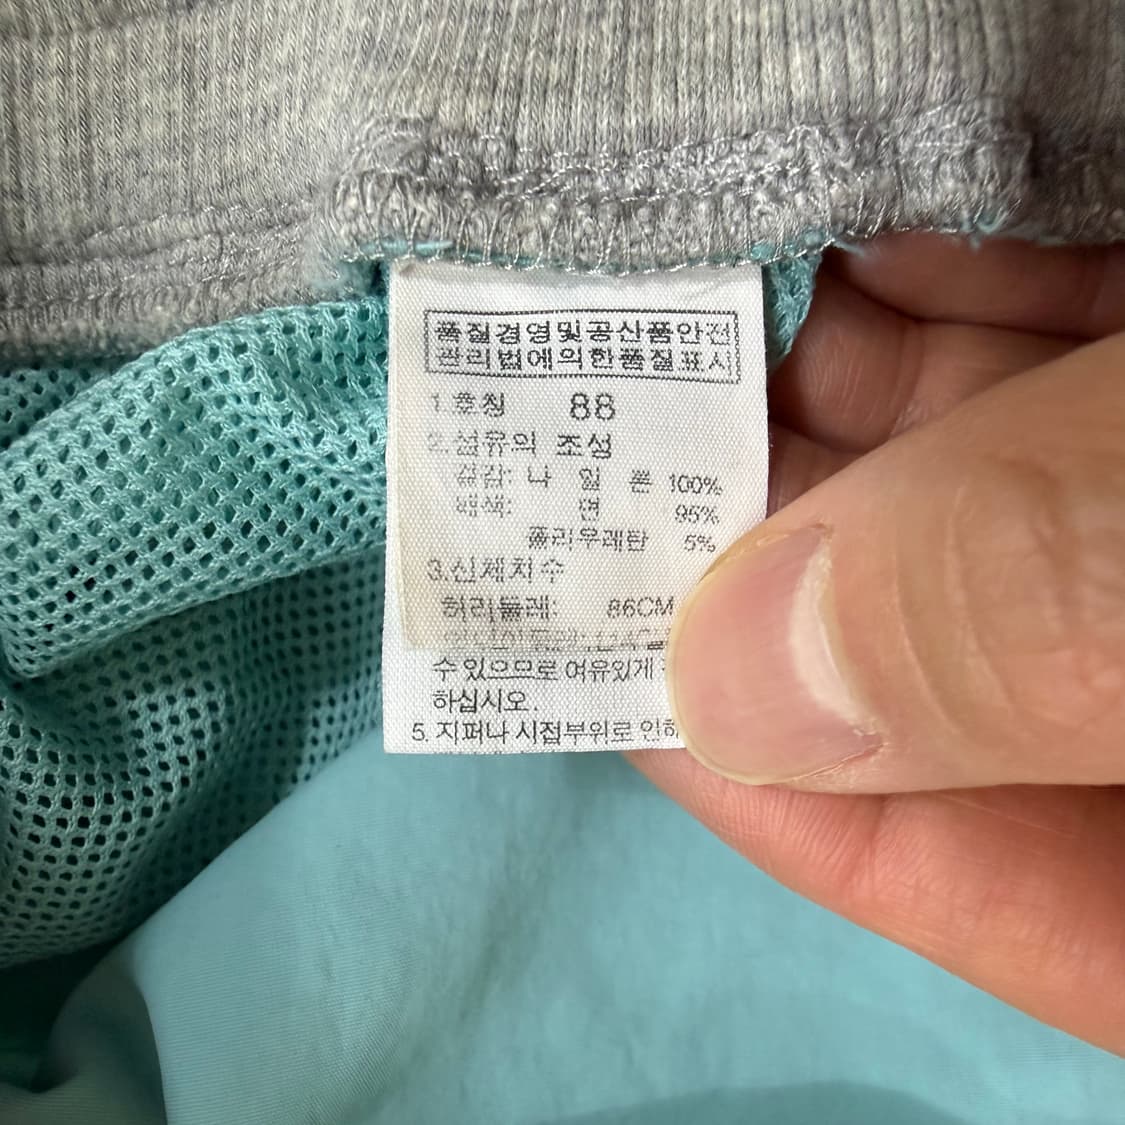 품질경영및공산품안전
관리법에의한품질표시
1.호칭 88
2.섬유의 조성
겉감: 나 일 론 100%
배색: 면 95%
폴리우레탄 5%
3.신체치수
허리둘레: 86CM
수 있으므로 여유있게
하십시오.
5. 지퍼나 시접부위로 인해